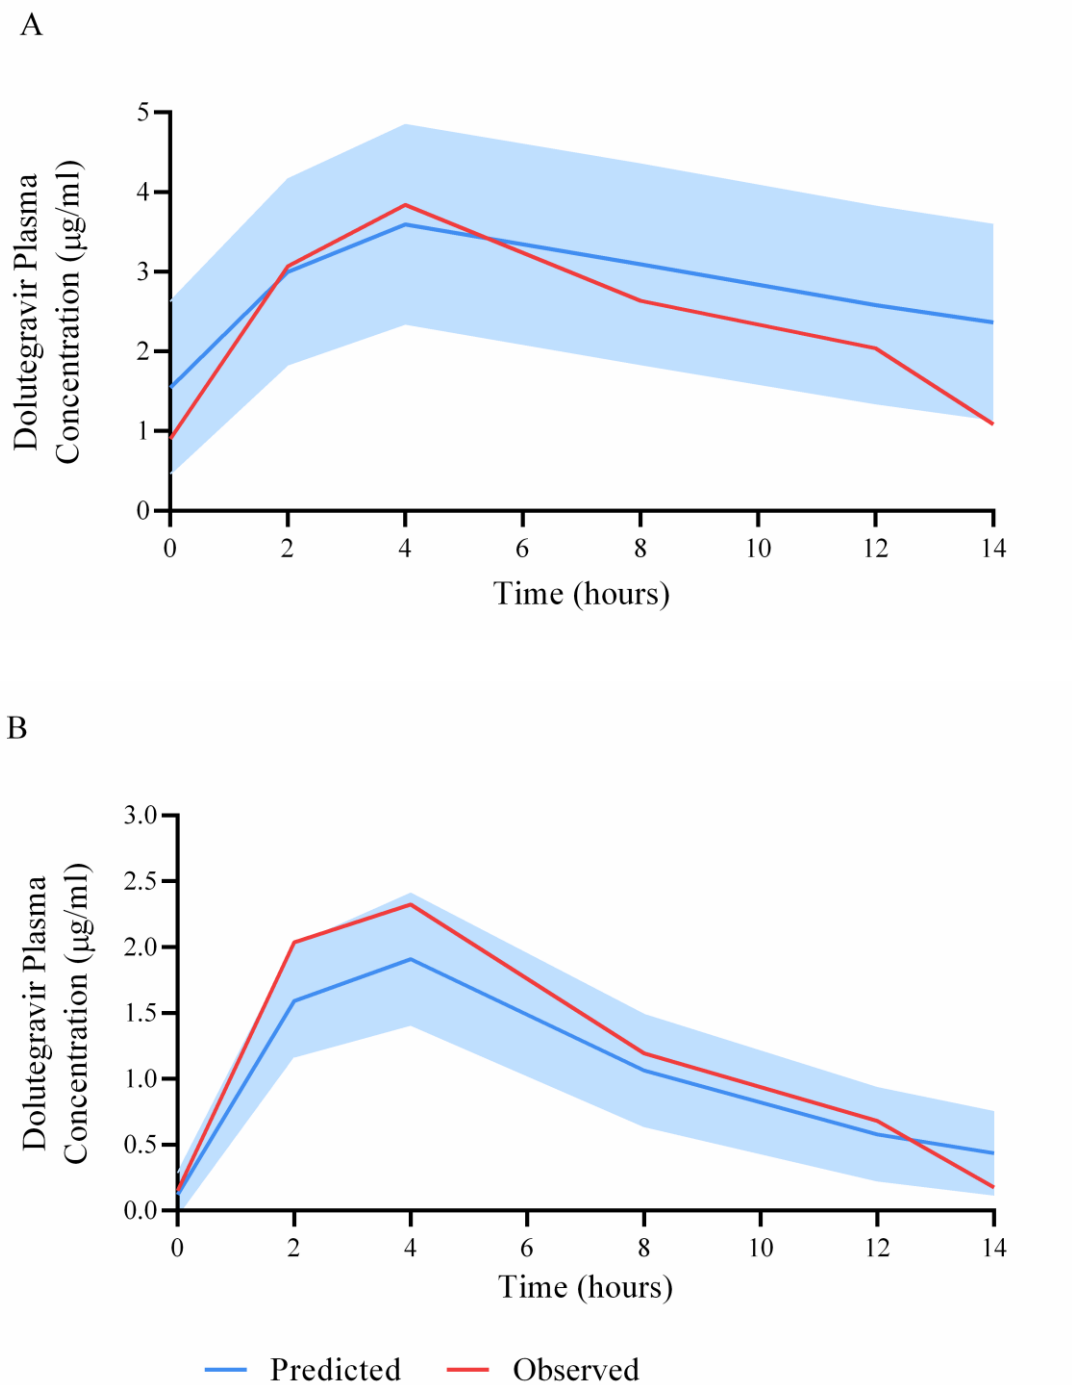 A
Dolutegravir Plasma
Concentration (µg/ml)
5
4
3
2
1
0
0 2 4 6 8 10 12 14
Time (hours)
B
Dolutegravir Plasma
Concentration (µg/ml)
3.0
2.5
2.0
1.5
1.0
0.5
0.0
0 2 4 6 8 10 12 14
Time (hours)
Predicted Observed